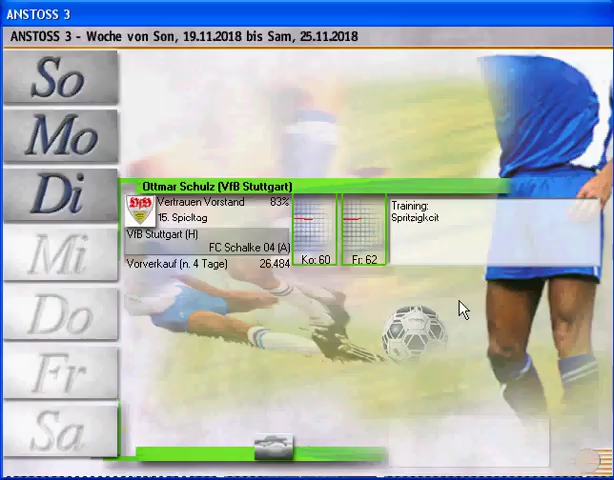 ANSTOSS 3
ANSTOSS 3 - Woche von Son, 19.11.2018 bis Sam, 25.11.2018
So
Mo
Di
Mi
Do
Fr
Sa
Ottmar Schulz (VfB Stuttgart)
Vertrauen Vorstand 83%
15. Spieltag
VfB Stuttgart (H)
FC Schalke 04 (A)
Vorverkauf (n. 4 Tage) 26.484
Ko: 60
Fr: 62
Training:
Spritzigkeit